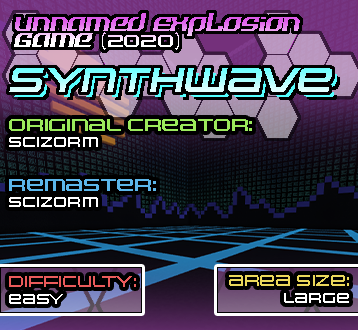 Unnamed Explosion
Game (2020)
Synthwave
Original Creator:
Scizorm
Remaster:
Scizorm
Difficulty:
Easy
Area Size:
Large